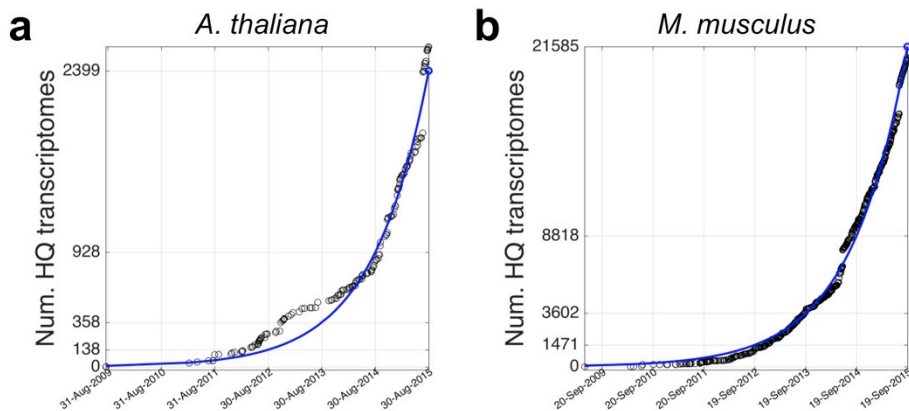 a
A. thaliana
Num. HQ transcriptomes
2399
928
358
138
0
31-Aug-2009
31-Aug-2010
31-Aug-2011
30-Aug-2012
30-Aug-2013
30-Aug-2014
30-Aug-2015
b
M. musculus
Num. HQ transcriptomes
21585
8818
3602
1471
0
20-Sep-2009
20-Sep-2010
20-Sep-2011
19-Sep-2012
19-Sep-2013
19-Sep-2014
19-Sep-2015